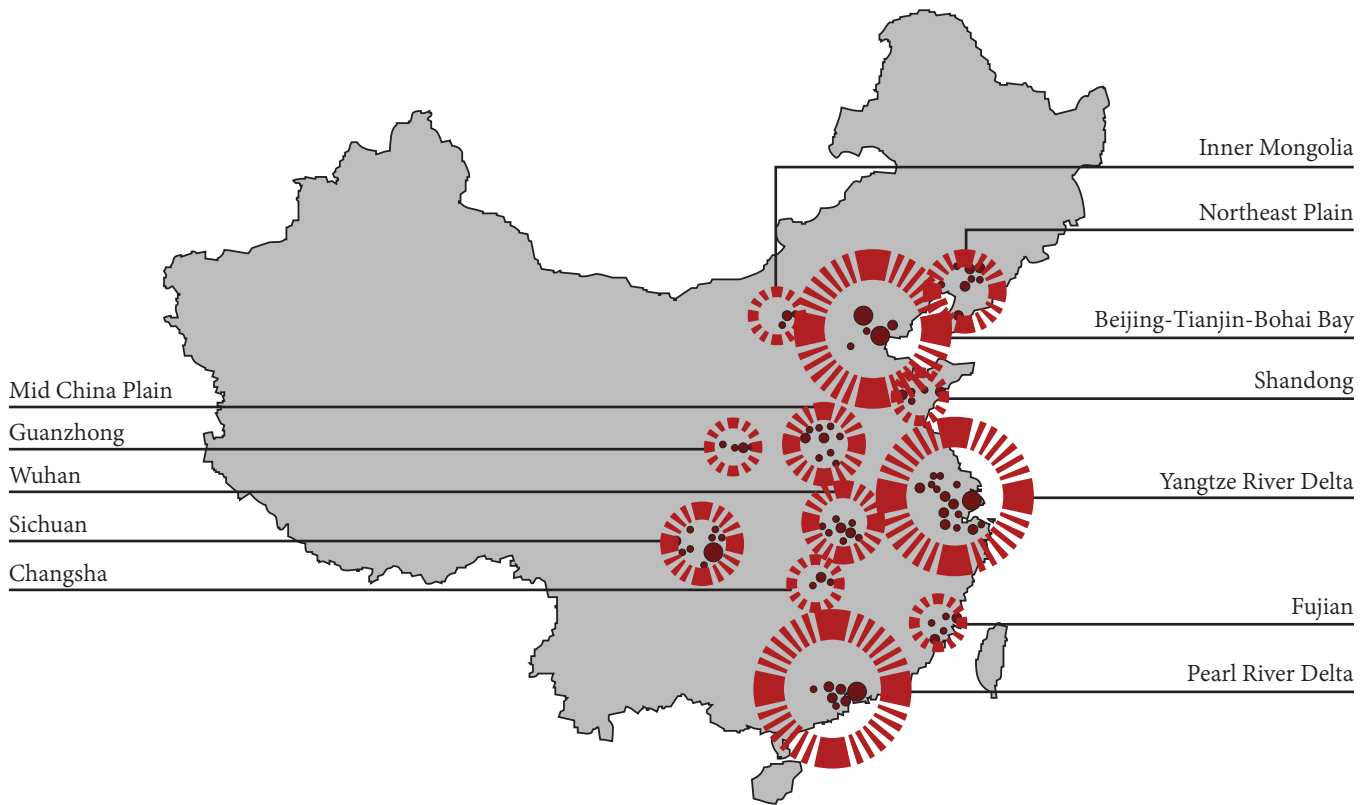 Inner Mongolia
Northeast Plain
Beijing-Tianjin-Bohai Bay
Shandong
Mid China Plain
Guanzhong
Wuhan
Yangtze River Delta
Sichuan
Changsha
Fujian
Pearl River Delta